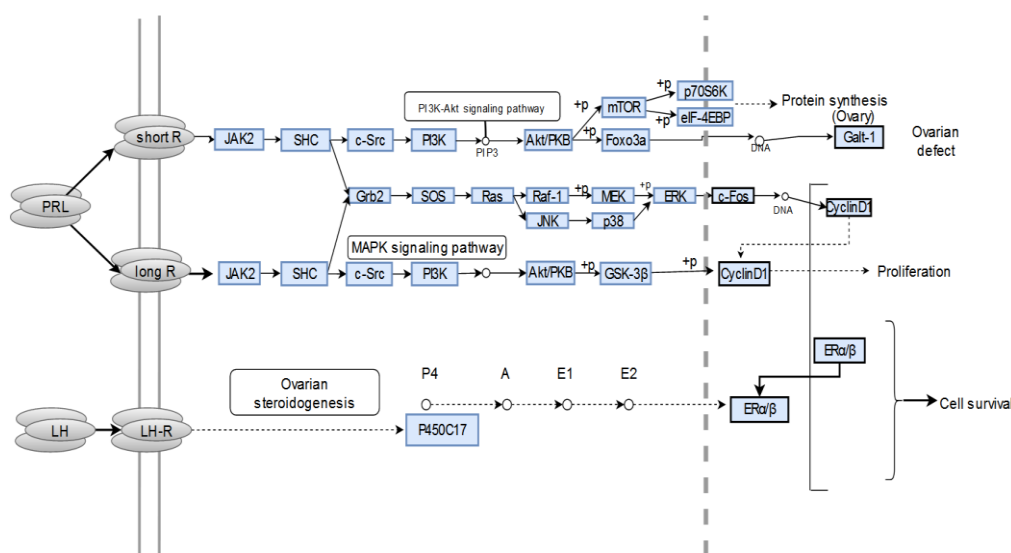 PI3K-Akt signaling pathway
+p
mTOR
+p
+p
p70S6K
eIF-4EBP
Protein synthesis
(Ovary)
short R
JAK2
SHC
c-Src
PI3K
PIP3
Akt/PKB
+p
Foxo3a
DNA
Galt-1
Ovarian
defect
PRL
Grb2
SOS
Ras
Raf-1
+p
MEK
+p
ERK
c-Fos
DNA
CyclinD1
JNK
p38
MAPK signaling pathway
long R
JAK2
SHC
c-Src
PI3K
Akt/PKB
+p
GSK-3β
+p
CyclinD1
Proliferation
ERα/β
Ovarian
steroidogenesis
P4
A
E1
E2
ERα/β
Cell survival
LH
LH-R
P450C17